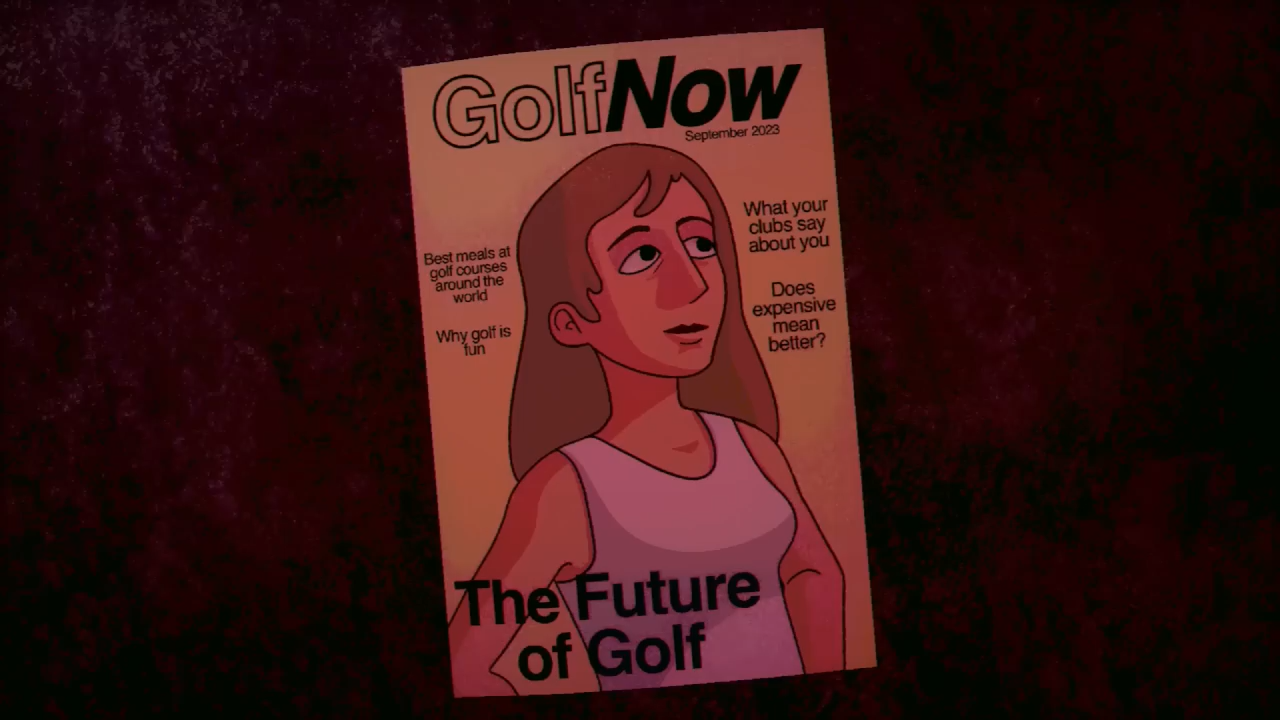 GolfNow
September 2023
Best meals at
golf courses
around the
world
Why golf is
fun
What your
clubs say
about you
Does
expensive
mean
better?
The Future
of Golf